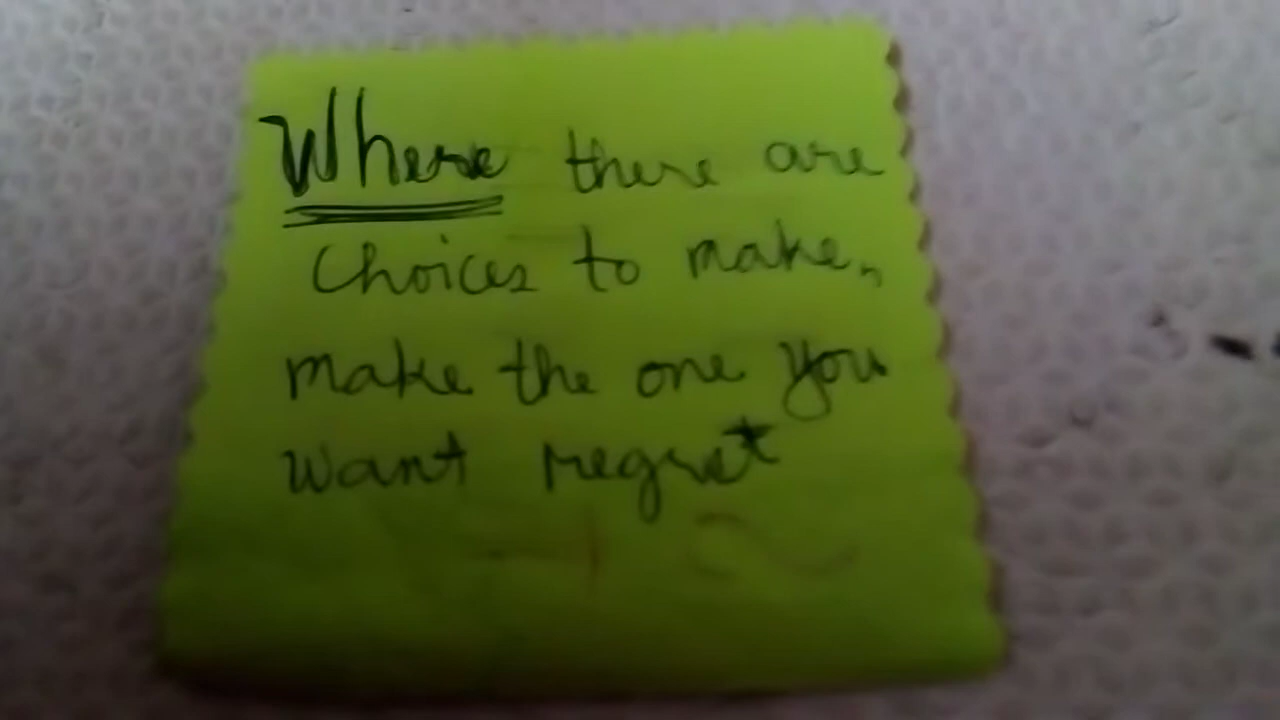 Where there are
Choices to make,
make the one you
want regret